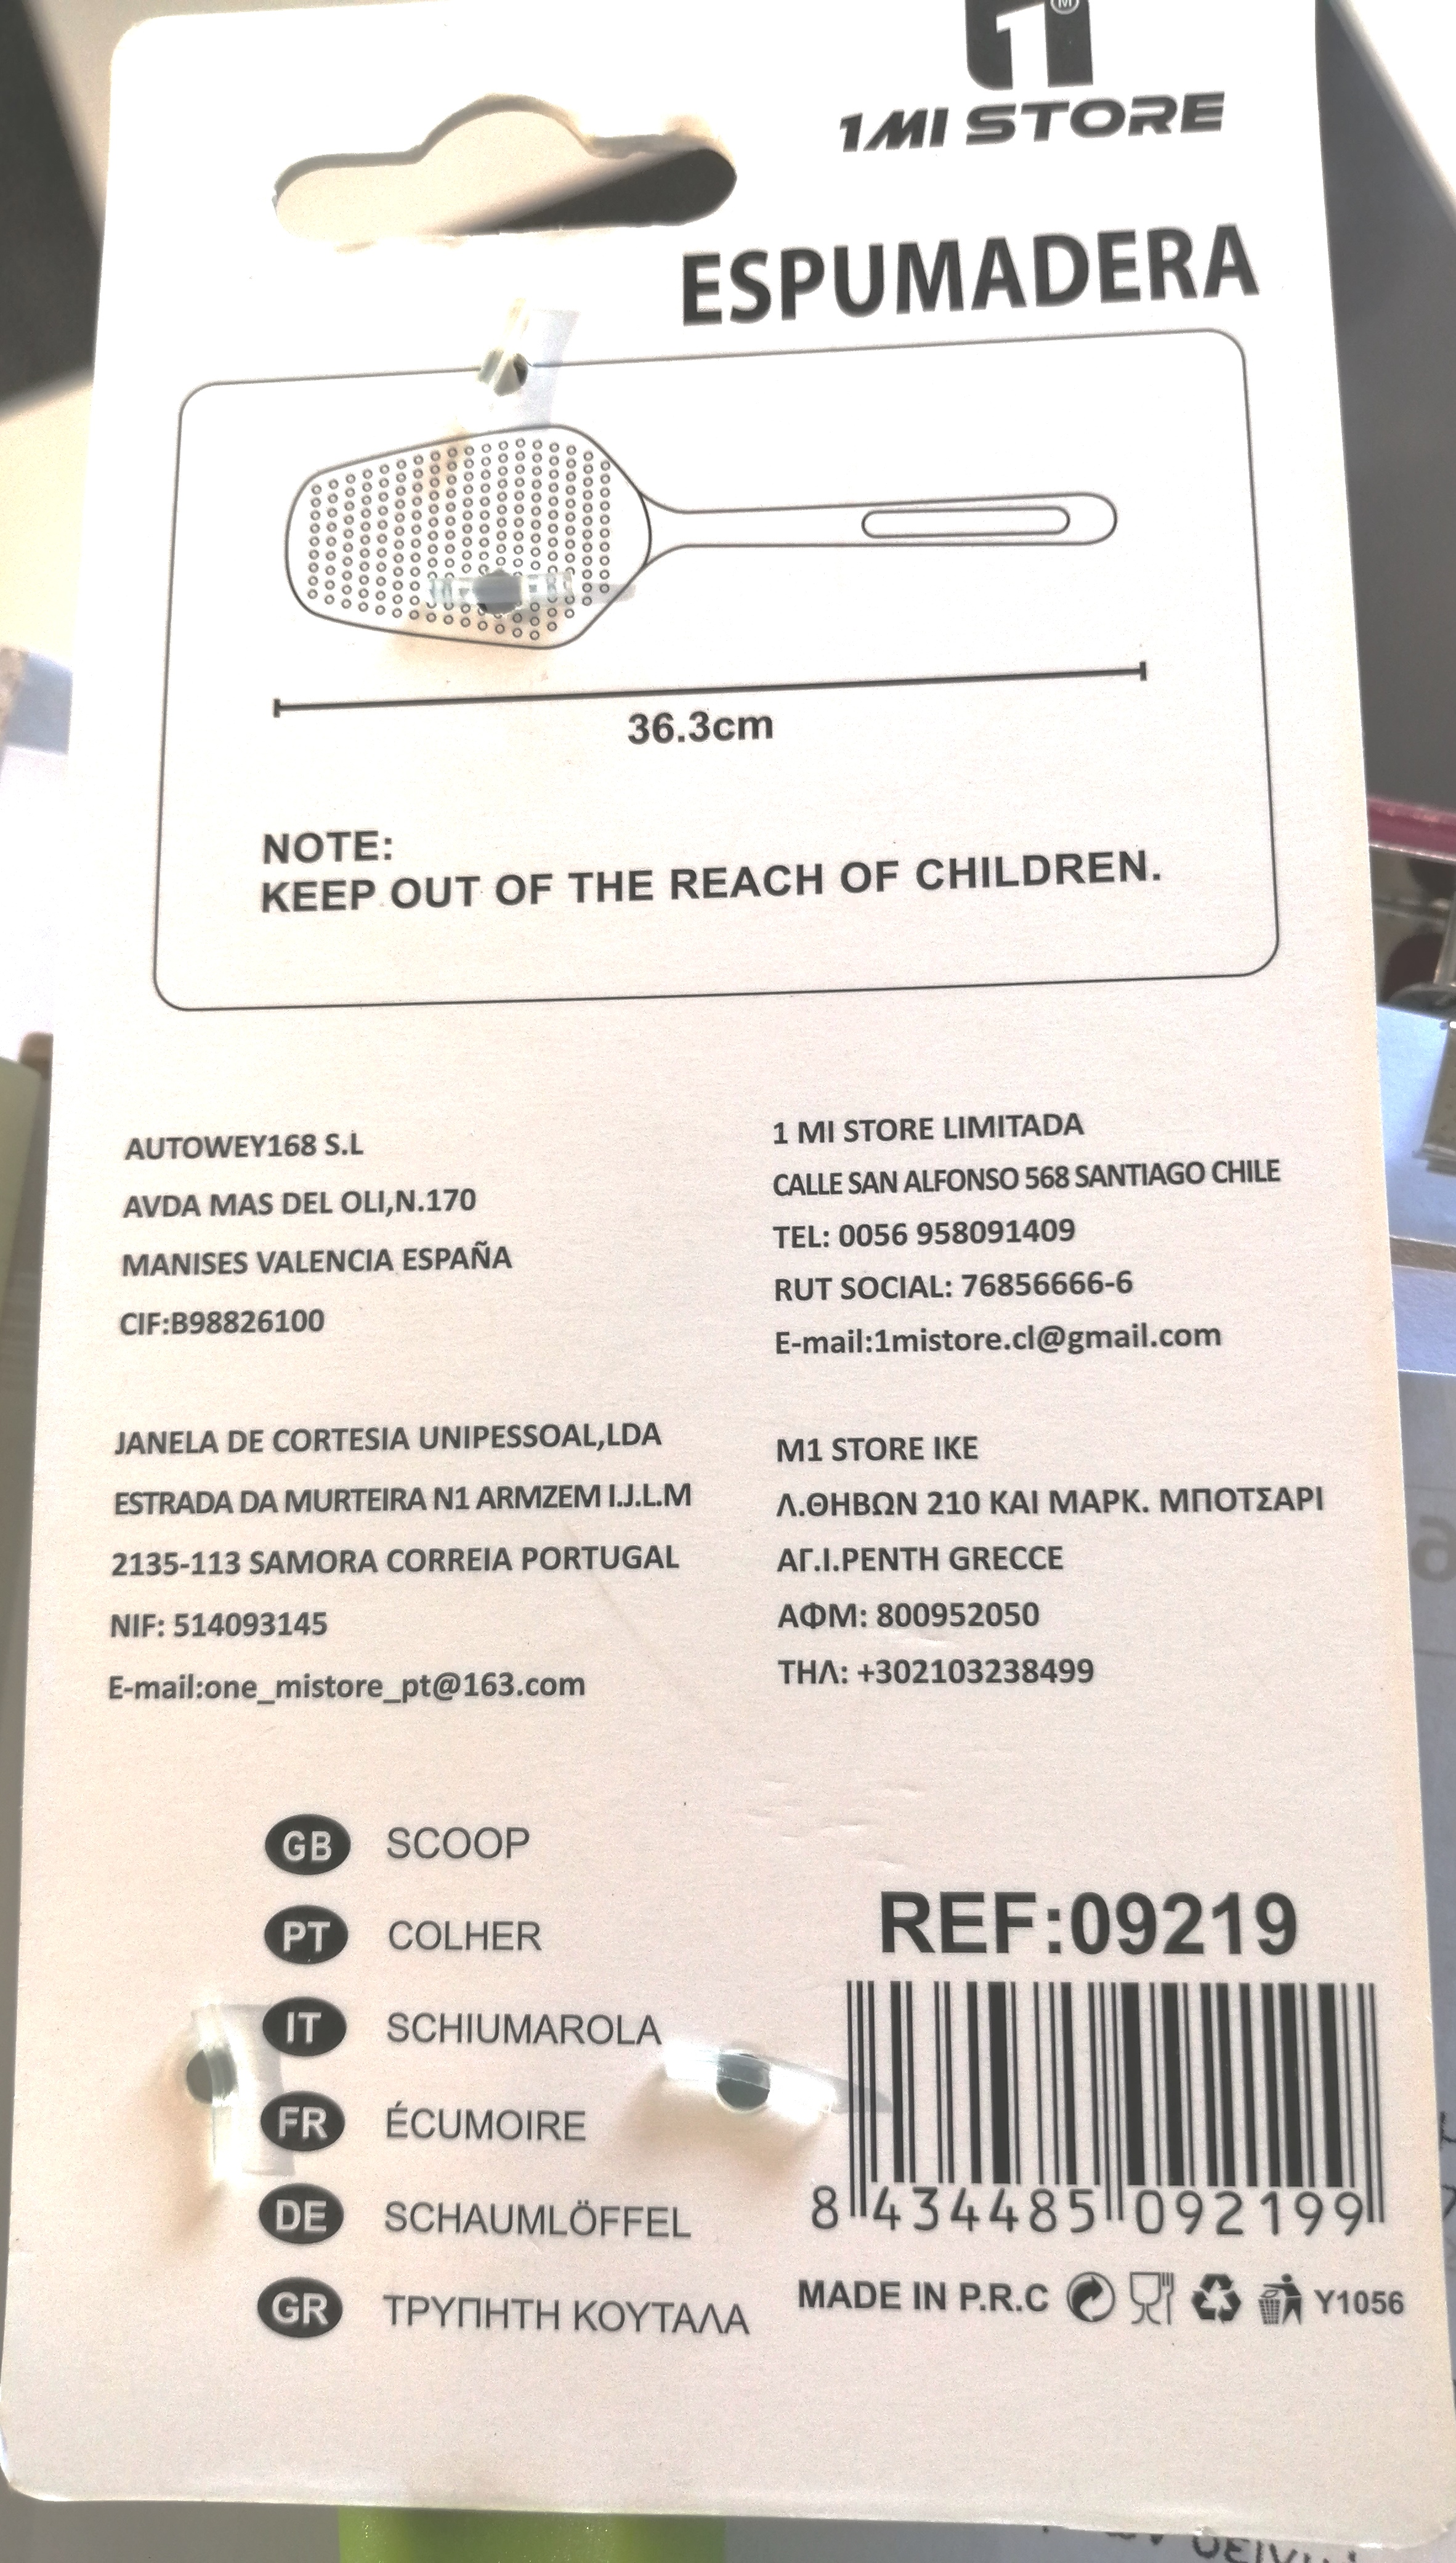 1
M
1MI STORE
ESPUMADERA
36.3cm
NOTE:
KEEP OUT OF THE REACH OF CHILDREN.
AUTOWEY168 S.L
AVDA MAS DEL OLI,N.170
MANISES VALENCIA ESPAÑA
CIF:B98826100
1 MI STORE LIMITADA
CALLE SAN ALFONSO 568 SANTIAGO CHILE
TEL: 0056 958091409
RUT SOCIAL: 76856666-6
E-mail:1mistore.cl@gmail.com
JANELA DE CORTESIA UNIPESSOAL,LDA
ESTRADA DA MURTEIRA N1 ARMZEM I.J.L.M
2135-113 SAMORA CORREIA PORTUGAL
NIF: 514093145
E-mail:one_mistore_pt@163.com
M1 STORE IKE
Λ.ΘΗΒΩΝ 210 ΚΑΙ ΜΑΡΚ. ΜΠΟΤΣΑΡΙ
ΑΓ.Ι.ΡΕΝΤΗ GRECCE
ΑΦΜ: 800952050
ΤΗΛ: +302103238499
GB SCOOP
PT COLHER
IT SCHIUMAROLA
FR ÉCUMOIRE
DE SCHAUMLÖFFEL
GR ΤΡΥΠΗΤΗ ΚΟΥΤΑΛΑ
REF:09219
8 434485 092199
MADE IN P.R.C Y1056